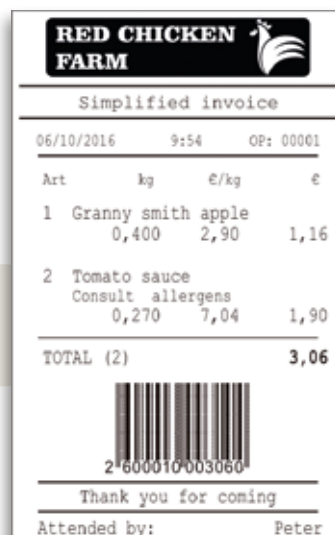 RED CHICKEN
FARM
Simplified invoice
06/10/2016 9:54 OP: 00001
Art kg €/kg €
1 Granny smith apple
0,400 2,90 1,16
2 Tomato sauce
Consult allergens
0,270 7,04 1,90
TOTAL (2) 3,06
2 600010 003060
Thank you for coming
Attended by: Peter